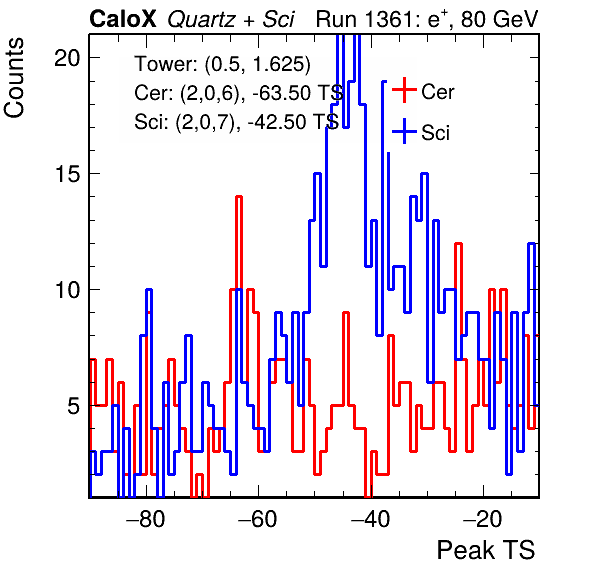 CaloX Quartz + Sci Run 1361: e+, 80 GeV
Counts
Tower: (0.5, 1.625)
Cer: (2,0,6), -63.50 TS
Sci: (2,0,7), -42.50 TS
Cer
Sci
20
15
10
5
−80 −60 −40 −20
Peak TS